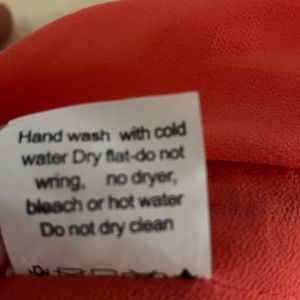 Hand wash with cold
water Dry flat-do not
wring, no dryer,
bleach or hot water
Do not dry clean